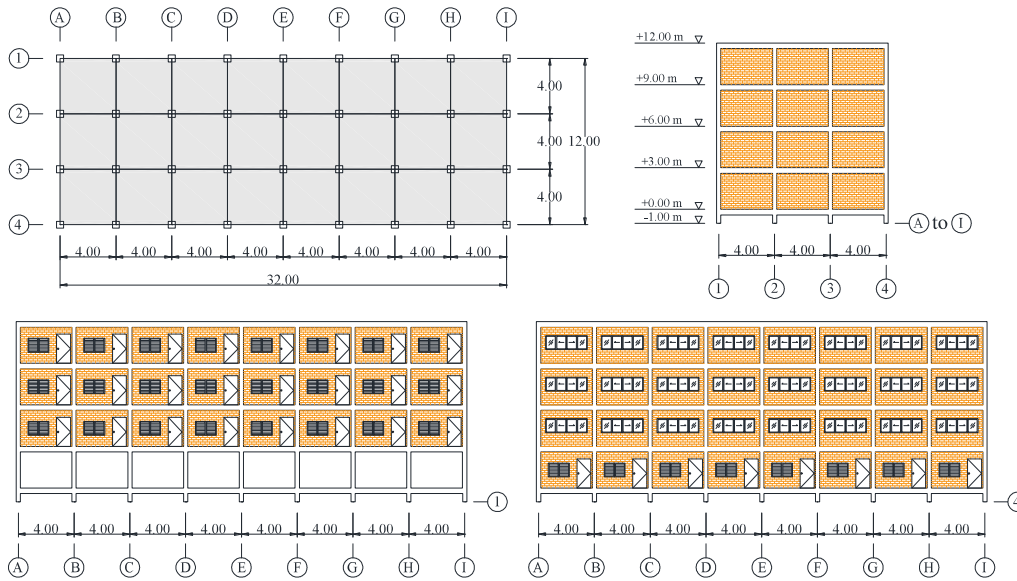 A B C D E F G H I
1
2
3
4
4.00
4.00
4.00
12.00
4.00 4.00 4.00 4.00 4.00 4.00 4.00 4.00
32.00
+12.00 m
+9.00 m
+6.00 m
+3.00 m
+0.00 m
-1.00 m
A to I
4.00 4.00 4.00
1 2 3 4
1
4.00 4.00 4.00 4.00 4.00 4.00 4.00 4.00
A B C D E F G H I
4
4.00 4.00 4.00 4.00 4.00 4.00 4.00 4.00
A B C D E F G H I